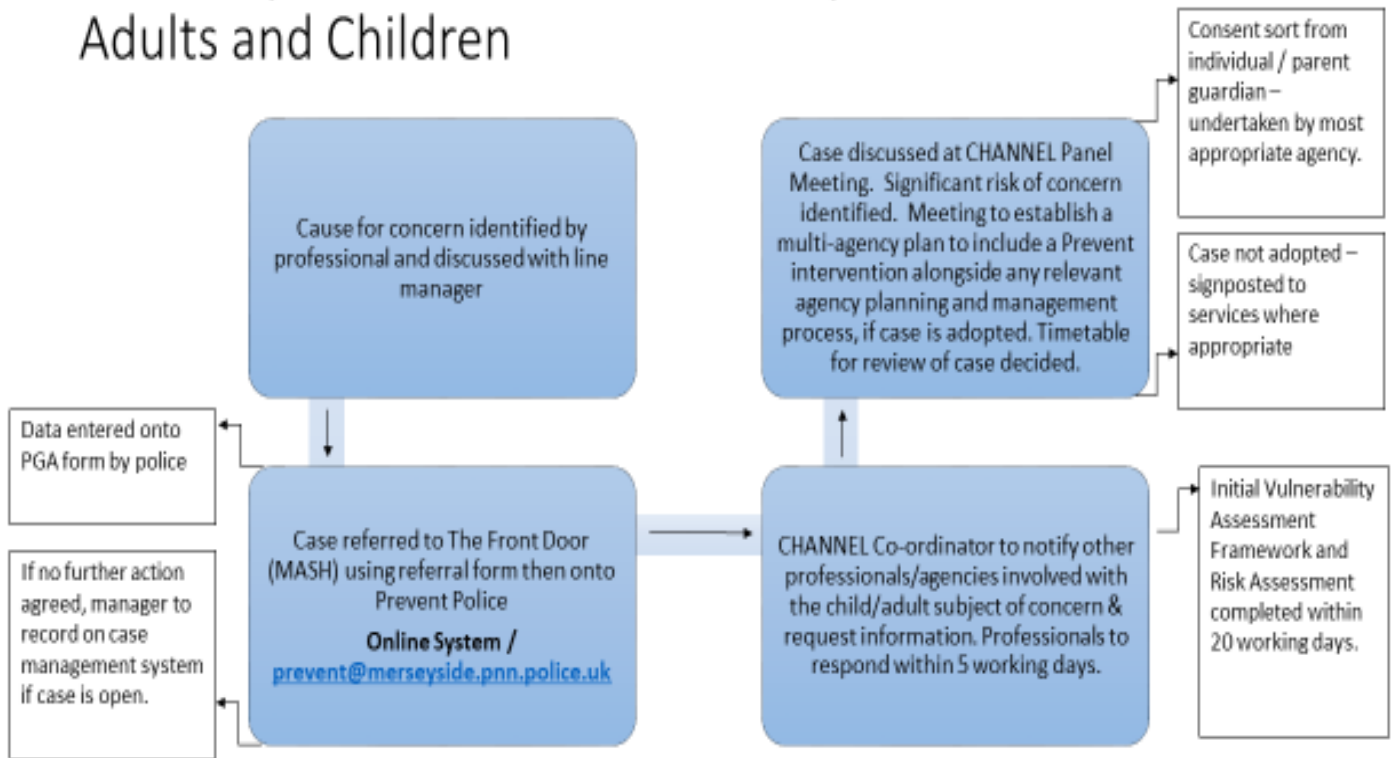 Adults and Children
Cause for concern identified by
professional and discussed with line
manager
Data entered onto
PGA form by police
If no further action
agreed, manager to
record on case
management system
if case is open.
Case referred to The Front Door
(MASH) using referral form then onto
Prevent Police
Online System /
prevent@merseyside.pnn.police.uk
CHANNEL Co-ordinator to notify other
professionals/agencies involved with
the child/adult subject of concern &
request information. Professionals to
respond within 5 working days.
Initial Vulnerability
Assessment
Framework and
Risk Assessment
completed within
20 working days.
Case discussed at CHANNEL Panel
Meeting. Significant risk of concern
identified. Meeting to establish a
multi-agency plan to include a Prevent
intervention alongside any relevant
agency planning and management
process, if case is adopted. Timetable
for review of case decided.
Consent sort from
individual / parent
guardian –
undertaken by most
appropriate agency.
Case not adopted –
signposted to
services where
appropriate